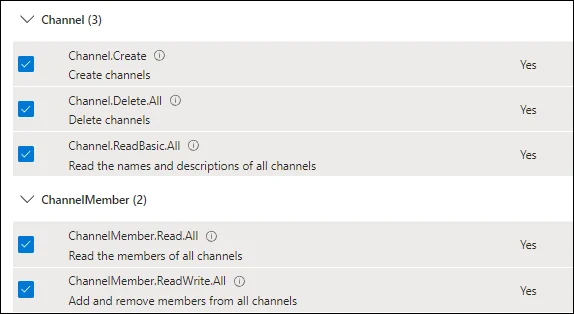 Channel (3)
Channel.Create
Create channels
Yes
Channel.Delete.All
Delete channels
Yes
Channel.ReadBasic.All
Read the names and descriptions of all channels
Yes
ChannelMember (2)
ChannelMember.Read.All
Read the members of all channels
Yes
ChannelMember.ReadWrite.All
Add and remove members from all channels
Yes